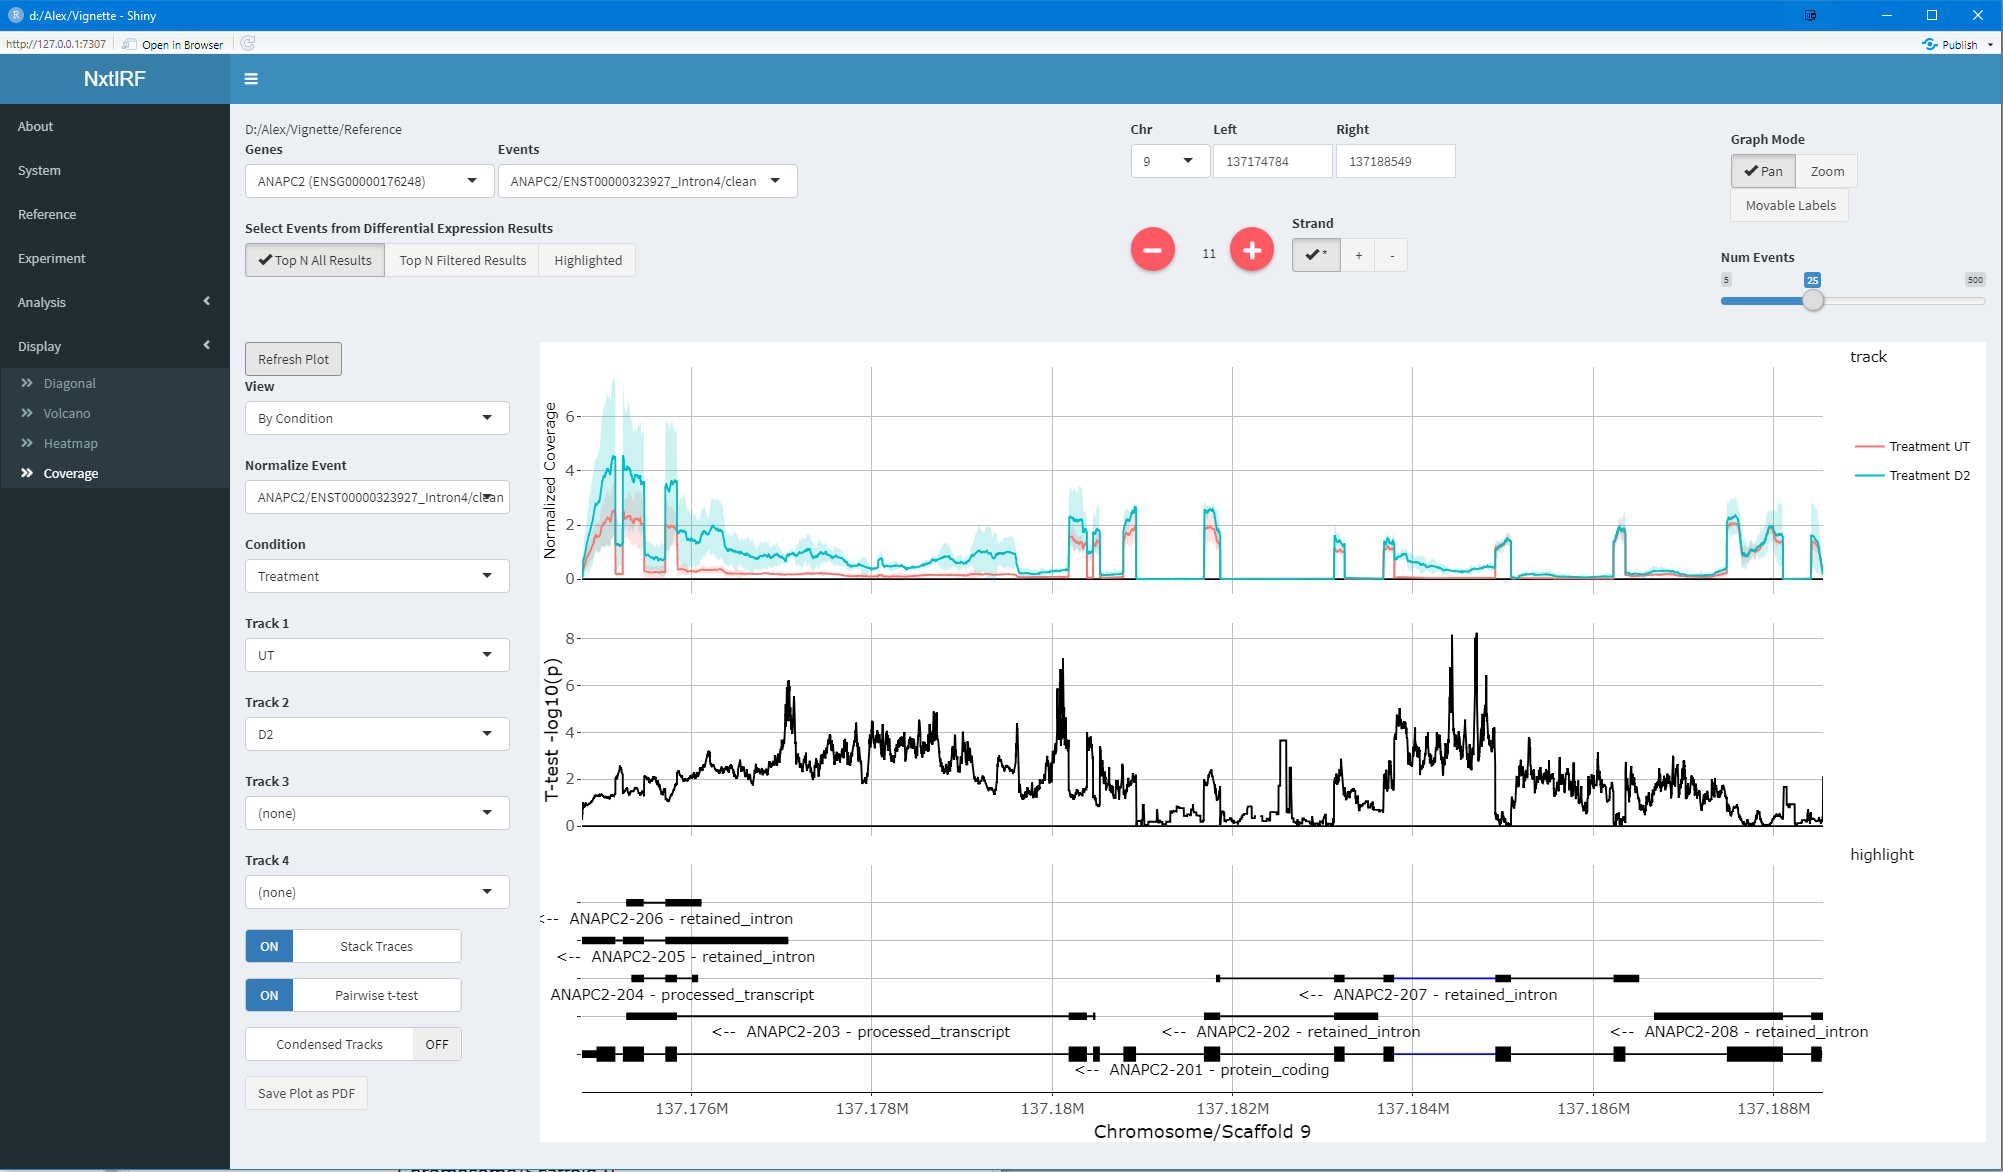 d:/Alex/Vignette - Shiny
http://127.0.0.1:7307 Open in Browser Publish
NxtIRF
About
System
Reference
Experiment
Analysis
Display
Diagonal
Volcano
Heatmap
Coverage
D:/Alex/Vignette/Reference
Genes Events
ANAPC2 (ENSG00000176248) ANAPC2/ENST00000323927_Intron4/clean
Select Events from Differential Expression Results
Top N All Results Top N Filtered Results Highlighted
Chr Left Right
9 137174784 137188549
11
Strand
* + -
Graph Mode
Pan Zoom
Movable Labels
Num Events
5 25 500
Refresh Plot
View
By Condition
Normalize Event
ANAPC2/ENST00000323927_Intron4/clean
Condition
Treatment
Track 1
UT
Track 2
D2
Track 3
(none)
Track 4
(none)
ON Stack Traces
ON Pairwise t-test
Condensed Tracks OFF
Save Plot as PDF
track
Treatment UT
Treatment D2
Normalized Coverage
6
4
2
0
T-test -log10(p)
8
6
4
2
0
highlight
<-- ANAPC2-206 - retained_intron
<-- ANAPC2-205 - retained_intron
ANAPC2-204 - processed_transcript
<-- ANAPC2-207 - retained_intron
<-- ANAPC2-203 - processed_transcript
<-- ANAPC2-202 - retained_intron
<-- ANAPC2-208 - retained_intron
<-- ANAPC2-201 - protein_coding
137.176M 137.178M 137.18M 137.182M 137.184M 137.186M 137.188M
Chromosome/Scaffold 9